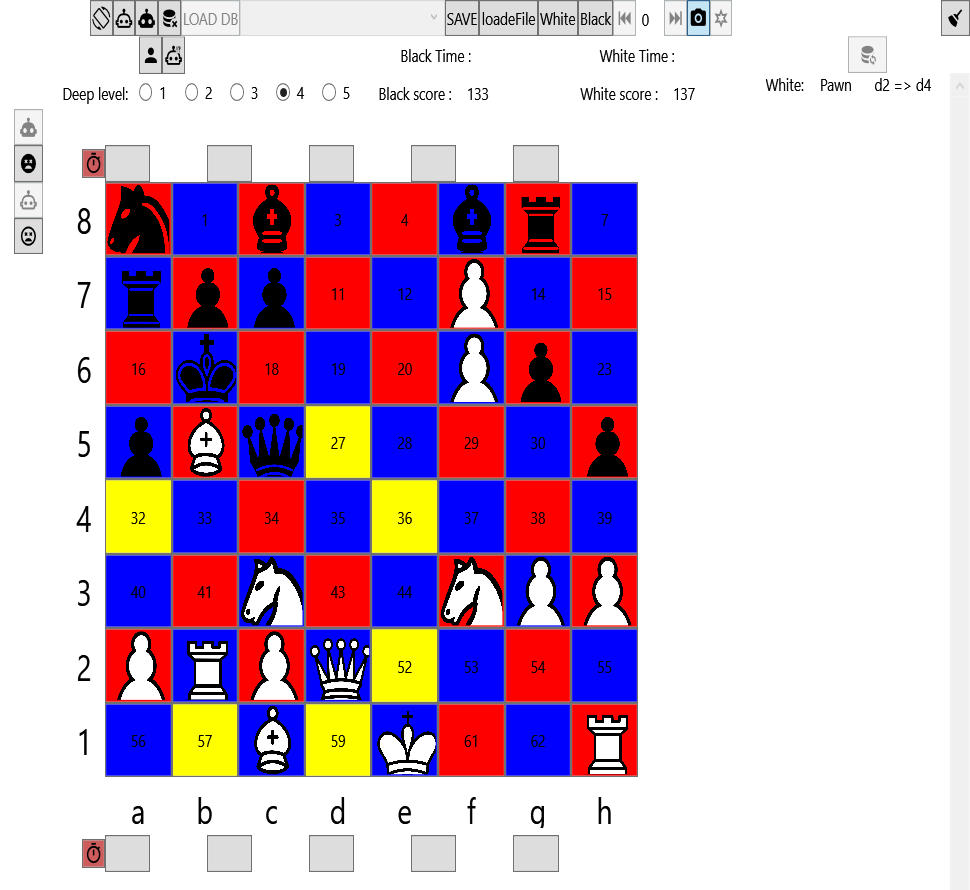 LOAD DB SAVE loadeFile White Black 0
Black Time : White Time :
Deep level: 1 2 3 4 5 Black score : 133 White score : 137 White: Pawn d2 => d4
8 1 3 4 7
7 11 12 14 15
6 16 18 19 20 23
5 27 28 29 30
4 32 33 34 35 36 37 38 39
3 40 41 43 44
2 52 53 54 55
1 56 57 59 61 62
a b c d e f g h